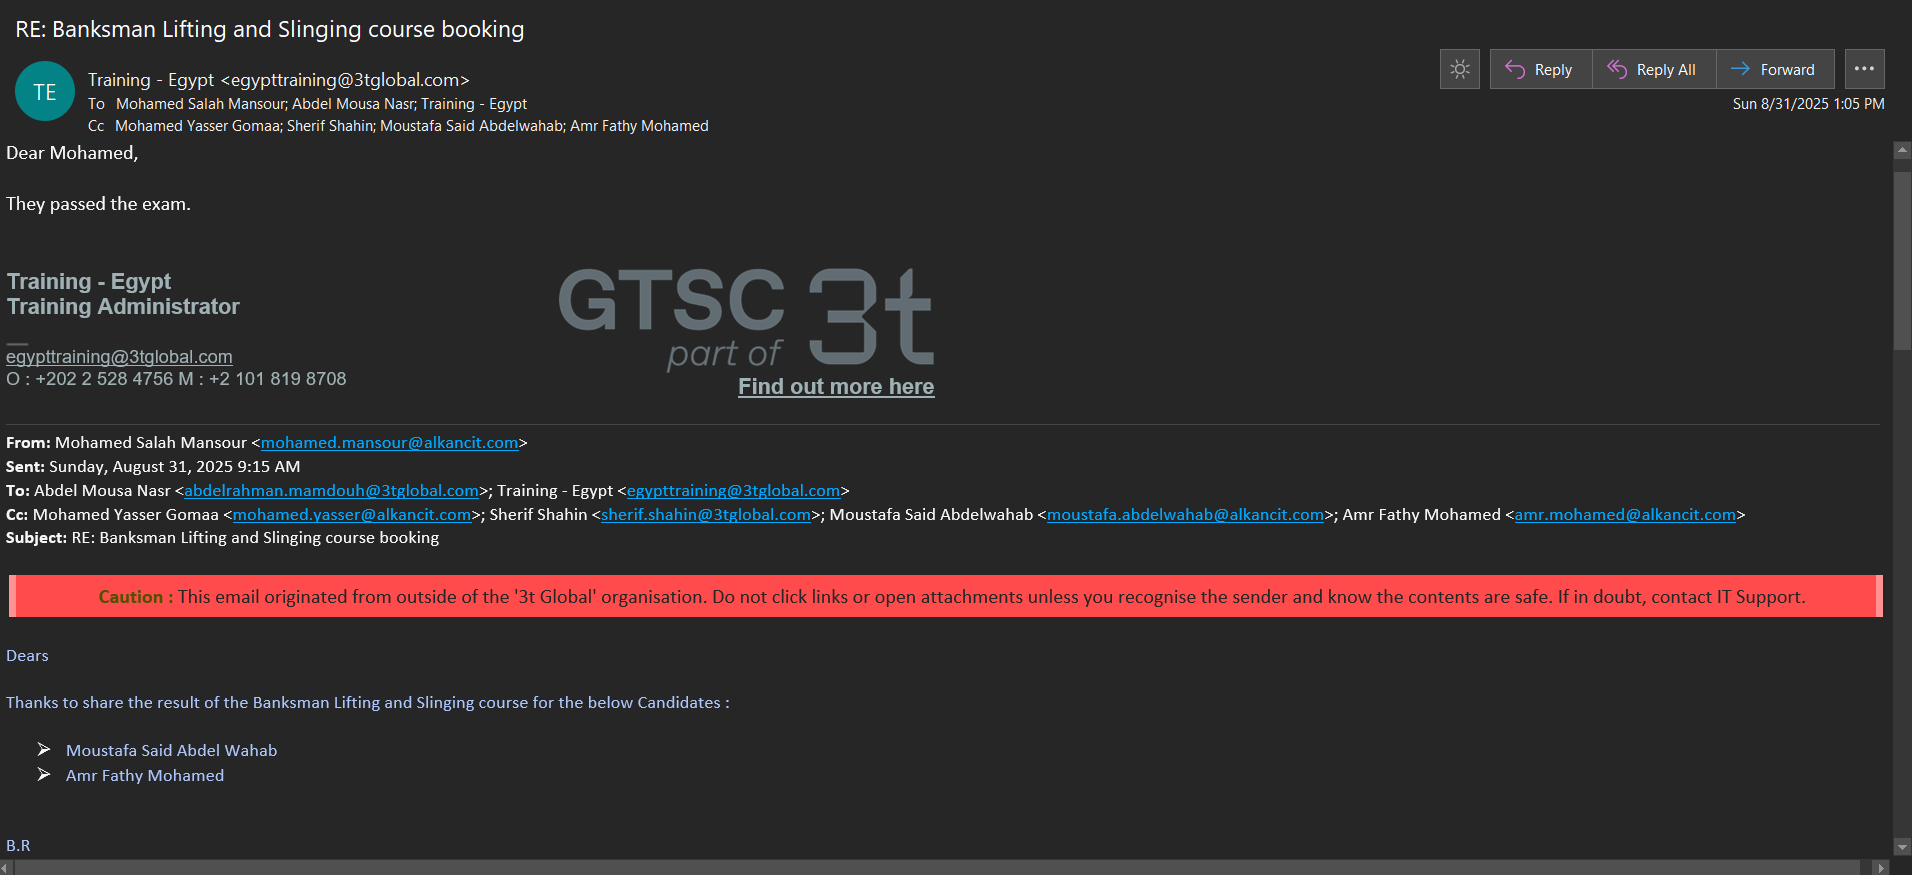 RE: Banksman Lifting and Slinging course booking
TE
Training - Egypt <egypttraining@3tglobal.com>
To Mohamed Salah Mansour; Abdel Mousa Nasr; Training - Egypt
Cc Mohamed Yasser Gomaa; Sherif Shahin; Moustafa Said Abdelwahab; Amr Fathy Mohamed
Reply
Reply All
Forward
Sun 8/31/2025 1:05 PM
Dear Mohamed,
They passed the exam.
Training - Egypt
Training Administrator
egypttraining@3tglobal.com
O : +202 2 528 4756 M : +2 101 819 8708
GTSC 3t
part of
Find out more here
From: Mohamed Salah Mansour <mohamed.mansour@alkancit.com>
Sent: Sunday, August 31, 2025 9:15 AM
To: Abdel Mousa Nasr <abdelrahman.mamdouh@3tglobal.com>; Training - Egypt <egypttraining@3tglobal.com>
Cc: Mohamed Yasser Gomaa <mohamed.yasser@alkancit.com>; Sherif Shahin <sherif.shahin@3tglobal.com>; Moustafa Said Abdelwahab <moustafa.abdelwahab@alkancit.com>; Amr Fathy Mohamed <amr.mohamed@alkancit.com>
Subject: RE: Banksman Lifting and Slinging course booking
Caution : This email originated from outside of the '3t Global' organisation. Do not click links or open attachments unless you recognise the sender and know the contents are safe. If in doubt, contact IT Support.
Dears
Thanks to share the result of the Banksman Lifting and Slinging course for the below Candidates :
➢ Moustafa Said Abdel Wahab
➢ Amr Fathy Mohamed
B.R